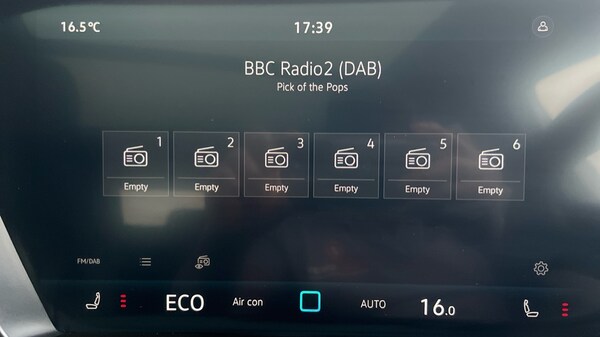 16.5°C 17:39
BBC Radio2 (DAB)
Pick of the Pops
1 2 3 4 5 6
Empty Empty Empty Empty Empty Empty
FM/DAB
ECO Air con AUTO 16.0